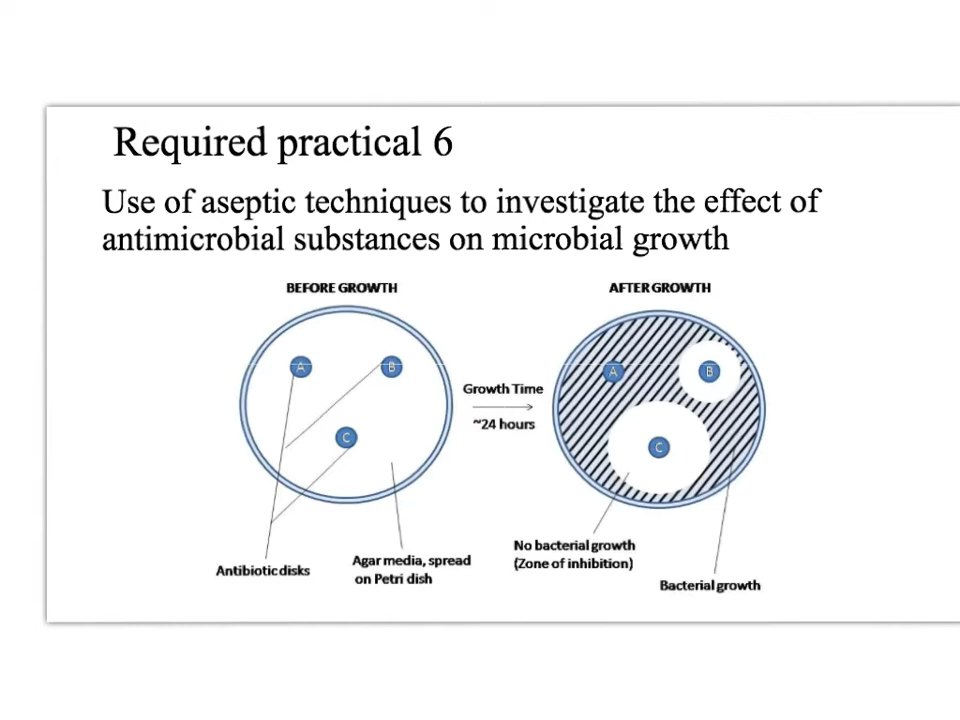 Required practical 6
Use of aseptic techniques to investigate the effect of
antimicrobial substances on microbial growth
BEFORE GROWTH
AFTER GROWTH
A
B
C
Growth Time
~24 hours
A
B
C
Antibiotic disks
Agar media, spread
on Petri dish
No bacterial growth
(Zone of inhibition)
Bacterial growth